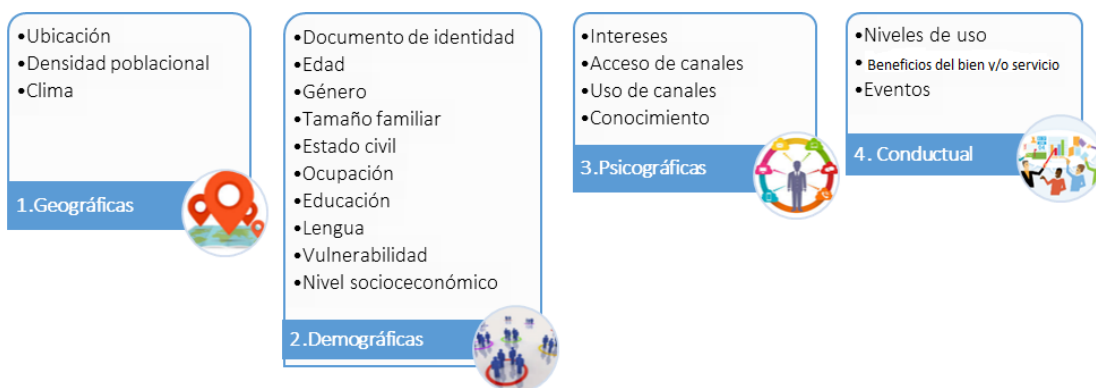 •Ubicación
•Densidad poblacional
•Clima
1.Geográficas
•Documento de identidad
•Edad
•Género
•Tamaño familiar
•Estado civil
•Ocupación
•Educación
•Lengua
•Vulnerabilidad
•Nivel socioeconómico
2.Demográficas
•Intereses
•Acceso de canales
•Uso de canales
•Conocimiento
3.Psicográficas
•Niveles de uso
• Beneficios del bien y/o servicio
•Eventos
4. Conductual